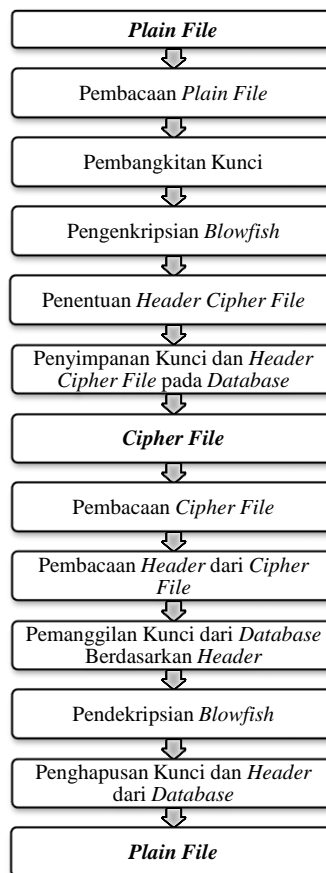 Plain File
Pembacaan Plain File
Pembangkitan Kunci
Pengenkripsian Blowfish
Penentuan Header Cipher File
Penyimpanan Kunci dan Header
Cipher File pada Database
Cipher File
Pembacaan Cipher File
Pembacaan Header dari Cipher
File
Pemanggilan Kunci dari Database
Berdasarkan Header
Pendekripsian Blowfish
Penghapusan Kunci dan Header
dari Database
Plain File